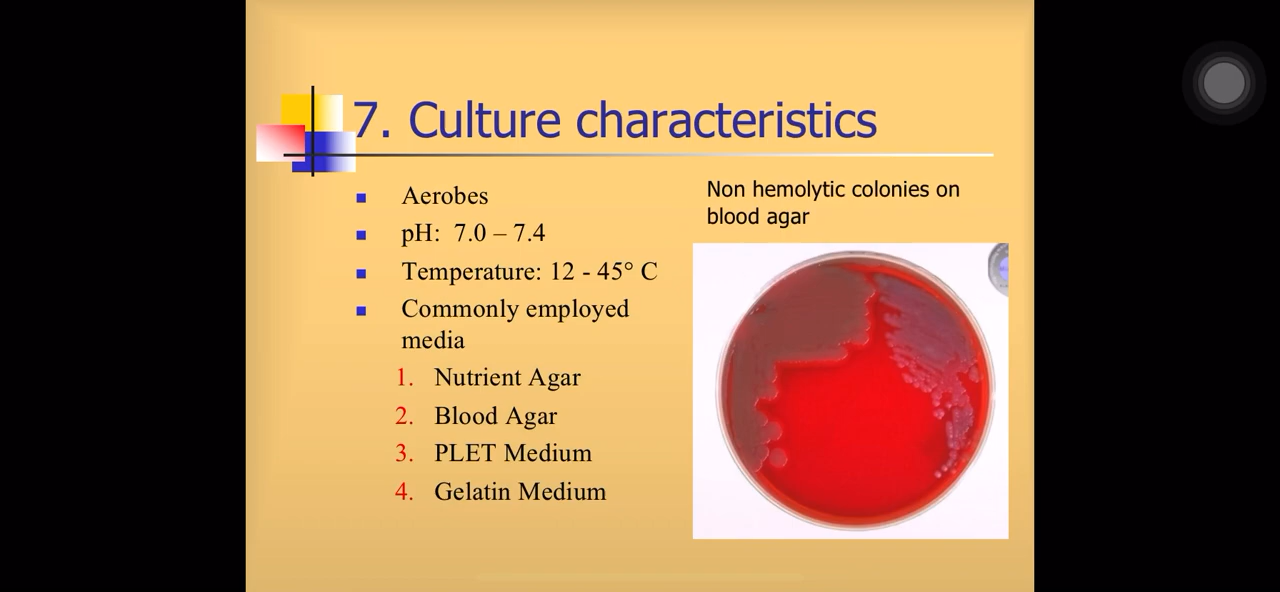 7. Culture characteristics
Aerobes
pH: 7.0 – 7.4
Temperature: 12 - 45° C
Commonly employed
media
1. Nutrient Agar
2. Blood Agar
3. PLET Medium
4. Gelatin Medium
Non hemolytic colonies on
blood agar